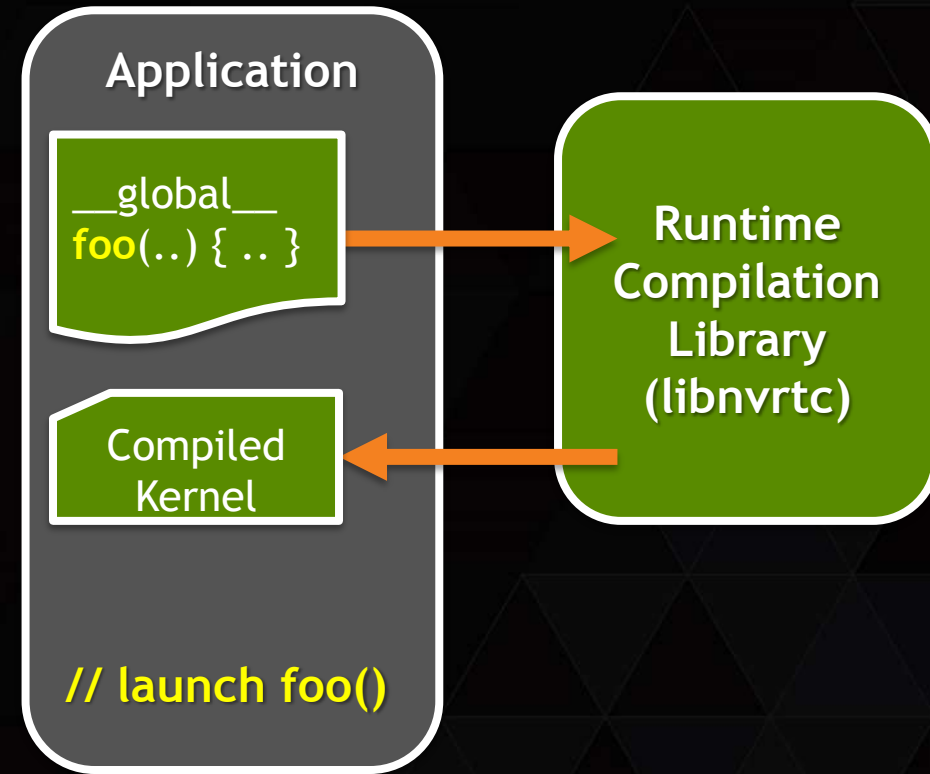 Application
__global__
foo(..) { .. }
Runtime
Compilation
Library
(libnvrtc)
Compiled
Kernel
// launch foo()